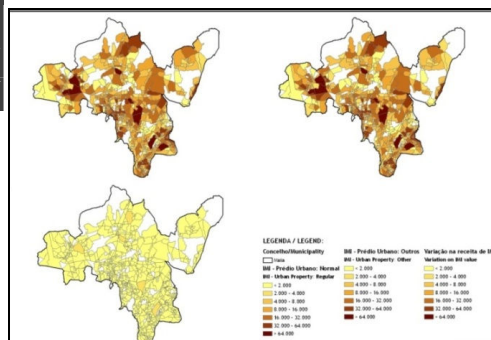 LEGENDA / LEGEND:
Concelho/Municipality
Maia
IMI - Prédio Urbano: Normal
IMI - Urban Property Regular
< 2.000
2.000 - 4.000
4.000 - 8.000
8.000 - 16.000
16.000 - 32.000
32.000 - 64.000
> 64.000
IMI - Prédio Urbano: Outros
IMI - Urban Property Other
< 2.000
2.000 - 4.000
4.000 - 8.000
8.000 - 16.000
16.000 - 32.000
32.000 - 64.000
> 64.000
Variação na receita de
Variation on IMI value
< 2.000
2.000 - 4.000
4.000 - 8.000
8.000 - 16.000
16.000 - 32.000
32.000 - 64.000
> 64.000